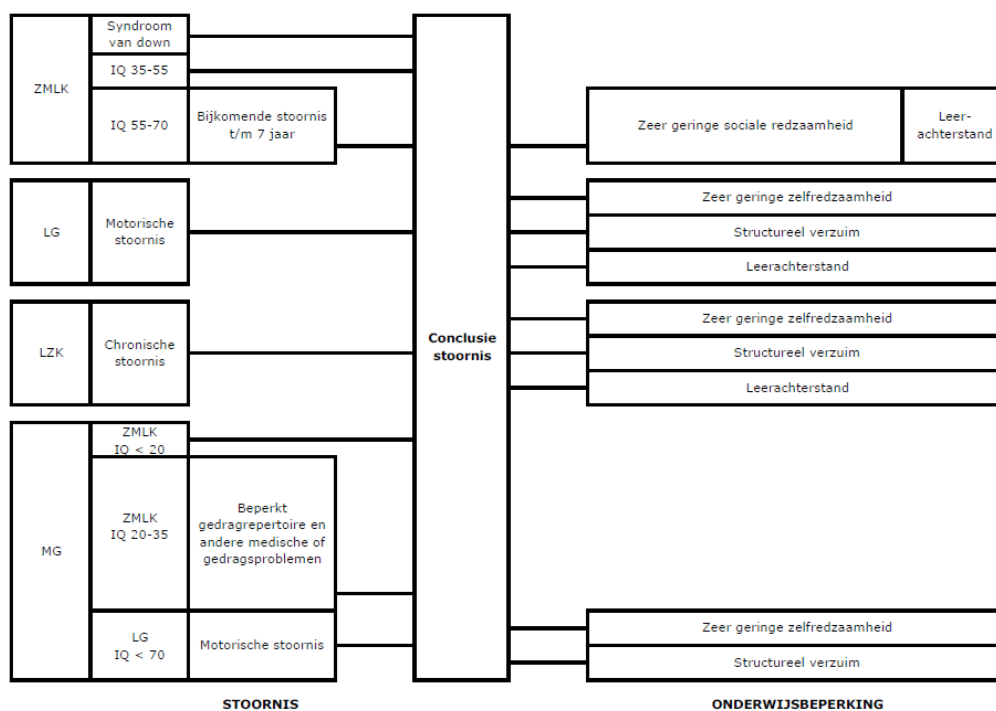 Syndroom
van down
IQ 35-55
ZMLK
IQ 55-70
Bijkomende stoornis
t/m 7 jaar
Zeer geringe sociale redzaamheid
Leer-
achterstand
LG
Motorische
stoornis
Zeer geringe zelfredzaamheid
Structureel verzuim
Leerachterstand
LZK
Chronische
stoornis
Conclusie
stoornis
Zeer geringe zelfredzaamheid
Structureel verzuim
Leerachterstand
MG
ZMLK
IQ < 20
ZMLK
IQ 20-35
Beperkt
gedragrepertoire en
andere medische of
gedragsproblemen
LG
IQ < 70
Motorische stoornis
Zeer geringe zelfredzaamheid
Structureel verzuim
STOORNIS
ONDERWIJSBEPERKING